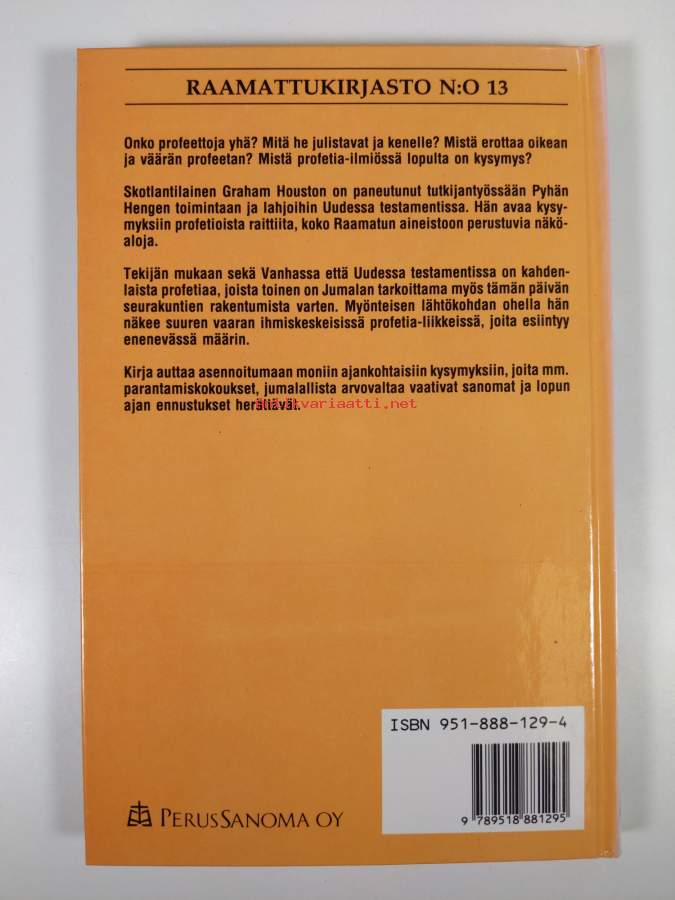 RAAMATTUKIRJASTO N:O 13
Onko profeettoja yhä? Mitä he julistavat ja kenelle? Mistä erottaa oikean
ja väärän profeetan? Mistä profetia-ilmiössä lopulta on kysymys?
Skotlantilainen Graham Houston on paneutunut tutkijantyössään Pyhän
Hengen toimintaan ja lahjoihin Uudessa testamentissa. Hän avaa kysy-
myksiin profetioista raittiita, koko Raamatun aineistoon perustuvia näkö-
aloja.
Tekijän mukaan sekä Vanhassa että Uudessa testamentissa on kahden-
laista profetiaa, joista toinen on Jumalan tarkoittama myös tämän päivän
seurakuntien rakentumista varten. Myönteisen lähtökohdan ohella hän
näkee suuren vaaran ihmiskeskeisissä profetia-liikkeissä, joita esiintyy
enenevässä määrin.
Kirja auttaa asennoitumaan moniin ajankohtaisiin kysymyksiin, joita mm.
parantamiskokoukset, jumalallista arvovaltaa vaativat sanomat ja lopun
ajan ennustukset herättävät.
antikvariaatti.net
ISBN 951-888-129-4
9 789518 881295
PERUSSANOMA OY